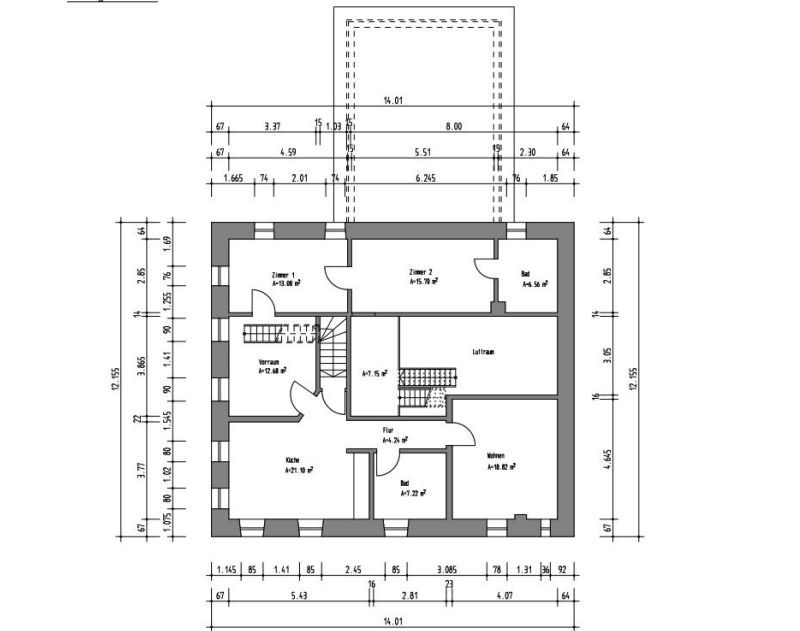 14.01
67 3.37 15 1.03 15 8.00 64
67 4.59 15 5.51 15 2.30 64
1.665 74 2.01 74 6.245 76 1.85
64 1.69 64
2.85 76 2.85
1.255
14 14
90
12.155 3.865 1.41 3.05 12.155
90
22 1.545 16
80
3.77 1.02 4.645
80
67 1.075 67
Zimmer 1
A=13.08 m²
Zimmer 2
A=15.70 m²
Bad
A=6.56 m²
Vorraum
A=12.68 m²
A=7.15 m²
Luftraum
Flur
A=4.24 m²
Küche
A=21.10 m²
Bad
A=7.22 m²
Wohnen
A=18.82 m²
1.145 85 1.41 85 2.45 85 3.085 78 1.31 36 92
67 5.43 16 2.81 23 4.07 64
14.01